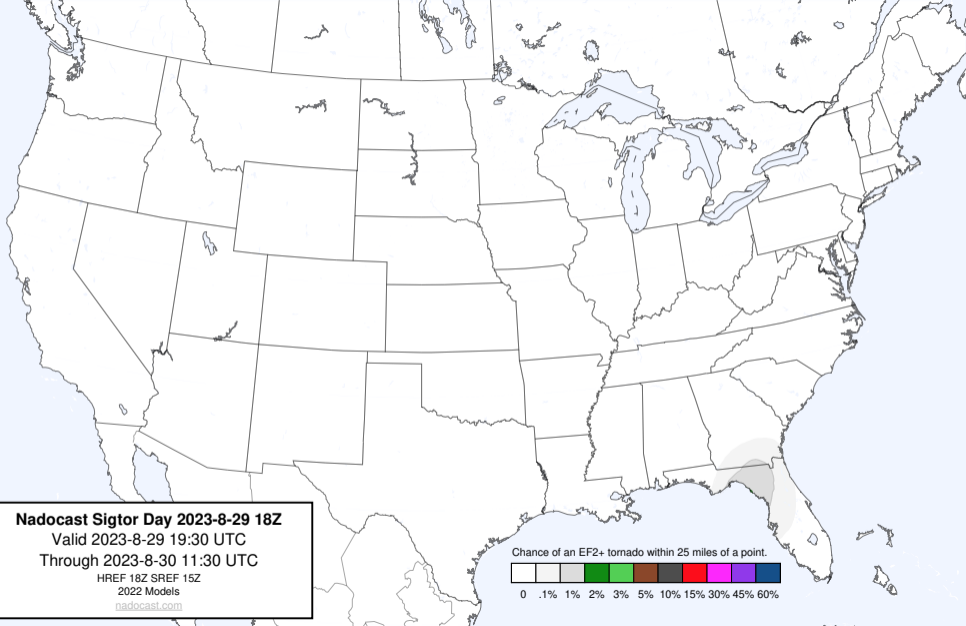 Nadocast Sigtor Day 2023-8-29 18Z
Valid 2023-8-29 19:30 UTC
Through 2023-8-30 11:30 UTC
HREF 18Z SREF 15Z
2022 Models
nadocast.com
Chance of an EF2+ tornado within 25 miles of a point.
0 .1% 1% 2% 3% 5% 10% 15% 30% 45% 60%